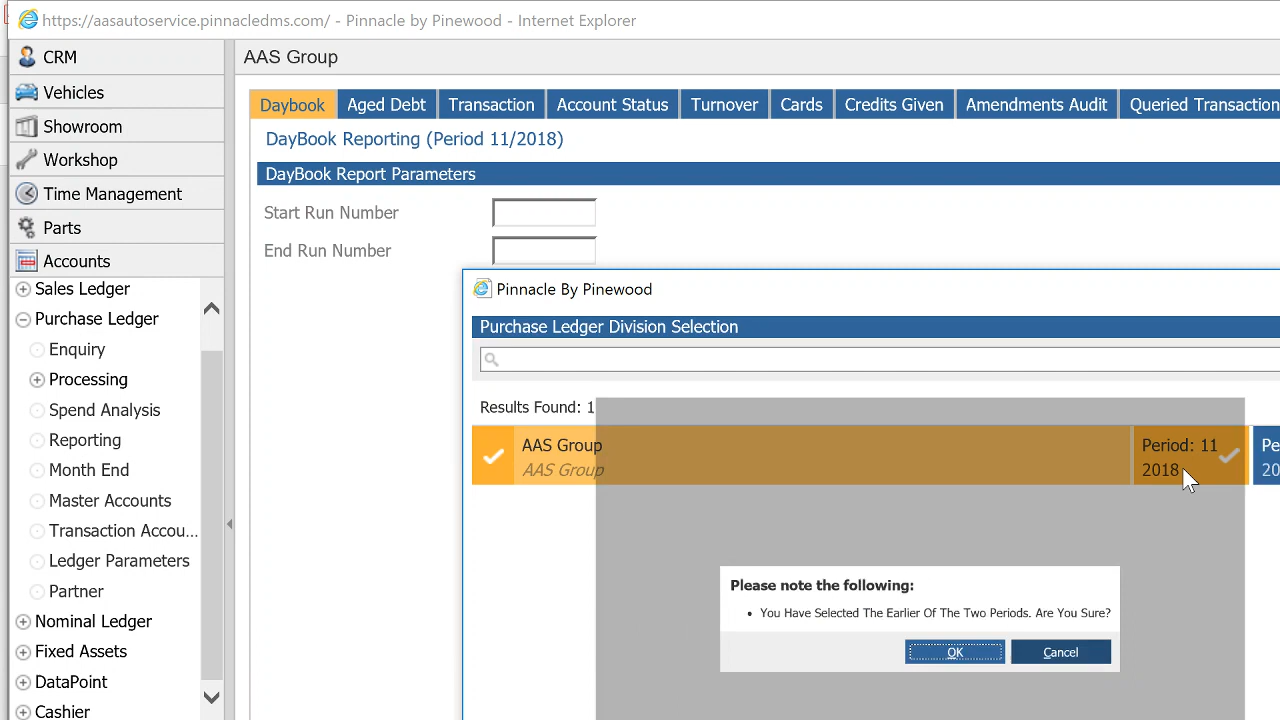 https://aasautoservice.pinnacledms.com/ - Pinnacle by Pinewood - Internet Explorer
CRM
Vehicles
Showroom
Workshop
Time Management
Parts
Accounts
Sales Ledger
Purchase Ledger
Enquiry
Processing
Spend Analysis
Reporting
Month End
Master Accounts
Transaction Accou...
Ledger Parameters
Partner
Nominal Ledger
Fixed Assets
DataPoint
Cashier
AAS Group
Daybook Aged Debt Transaction Account Status Turnover Cards Credits Given Amendments Audit Queried Transaction
DayBook Reporting (Period 11/2018)
DayBook Report Parameters
Start Run Number
End Run Number
Pinnacle By Pinewood
Purchase Ledger Division Selection
Results Found: 1
AAS Group Period: 11 Pe
AAS Group 2018 20
Please note the following:
• You Have Selected The Earlier Of The Two Periods. Are You Sure?
OK Cancel